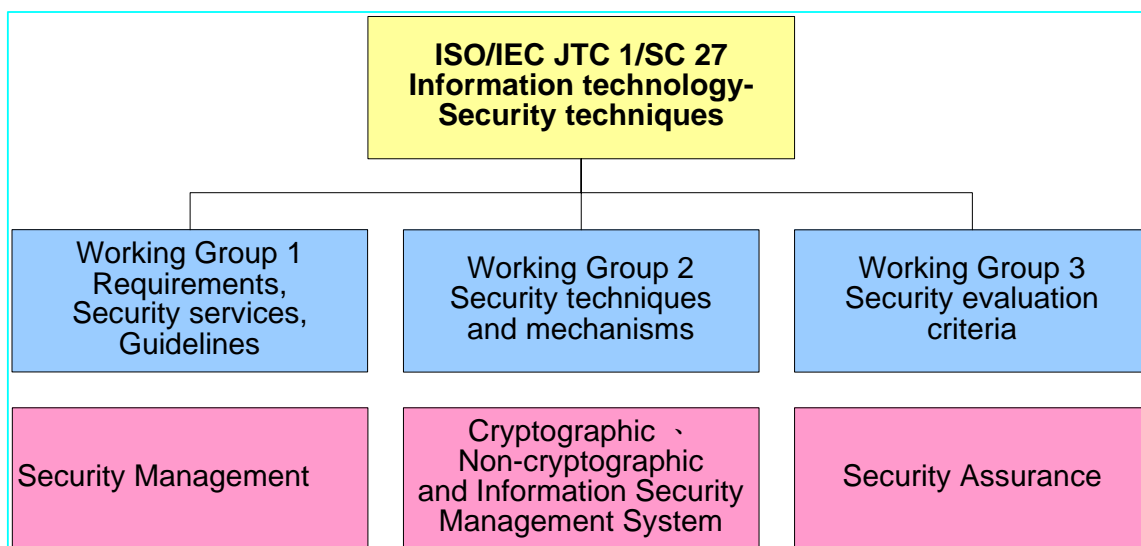 ISO/IEC JTC 1/SC 27
Information technology-
Security techniques
Working Group 1
Requirements,
Security services,
Guidelines
Working Group 2
Security techniques
and mechanisms
Working Group 3
Security evaluation
criteria
Security Management
Cryptographic 、
Non-cryptographic
and Information Security
Management System
Security Assurance